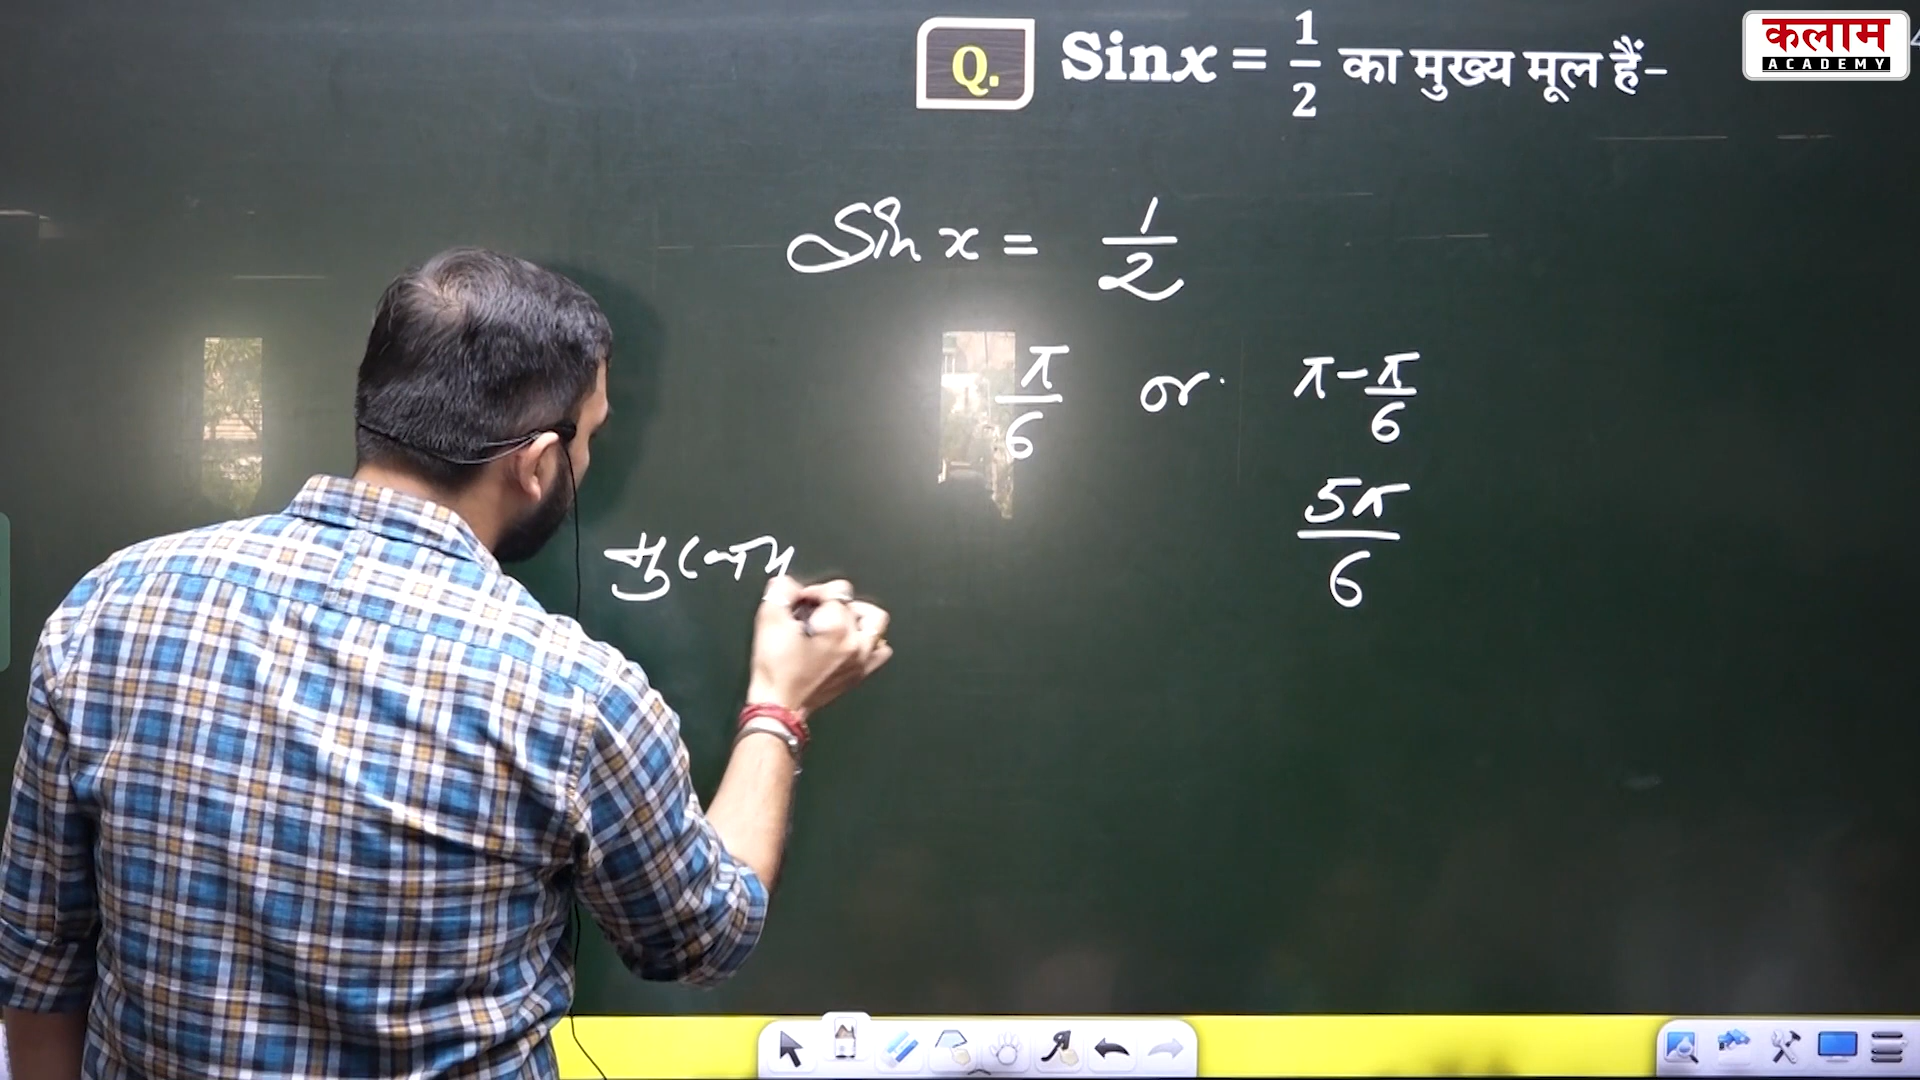 कलाम
ACADEMY
Q. Sinx = 1/2 का मुख्य मूल हैं-
Sin x = 1/2
π/6 or π-π/6
5π/6